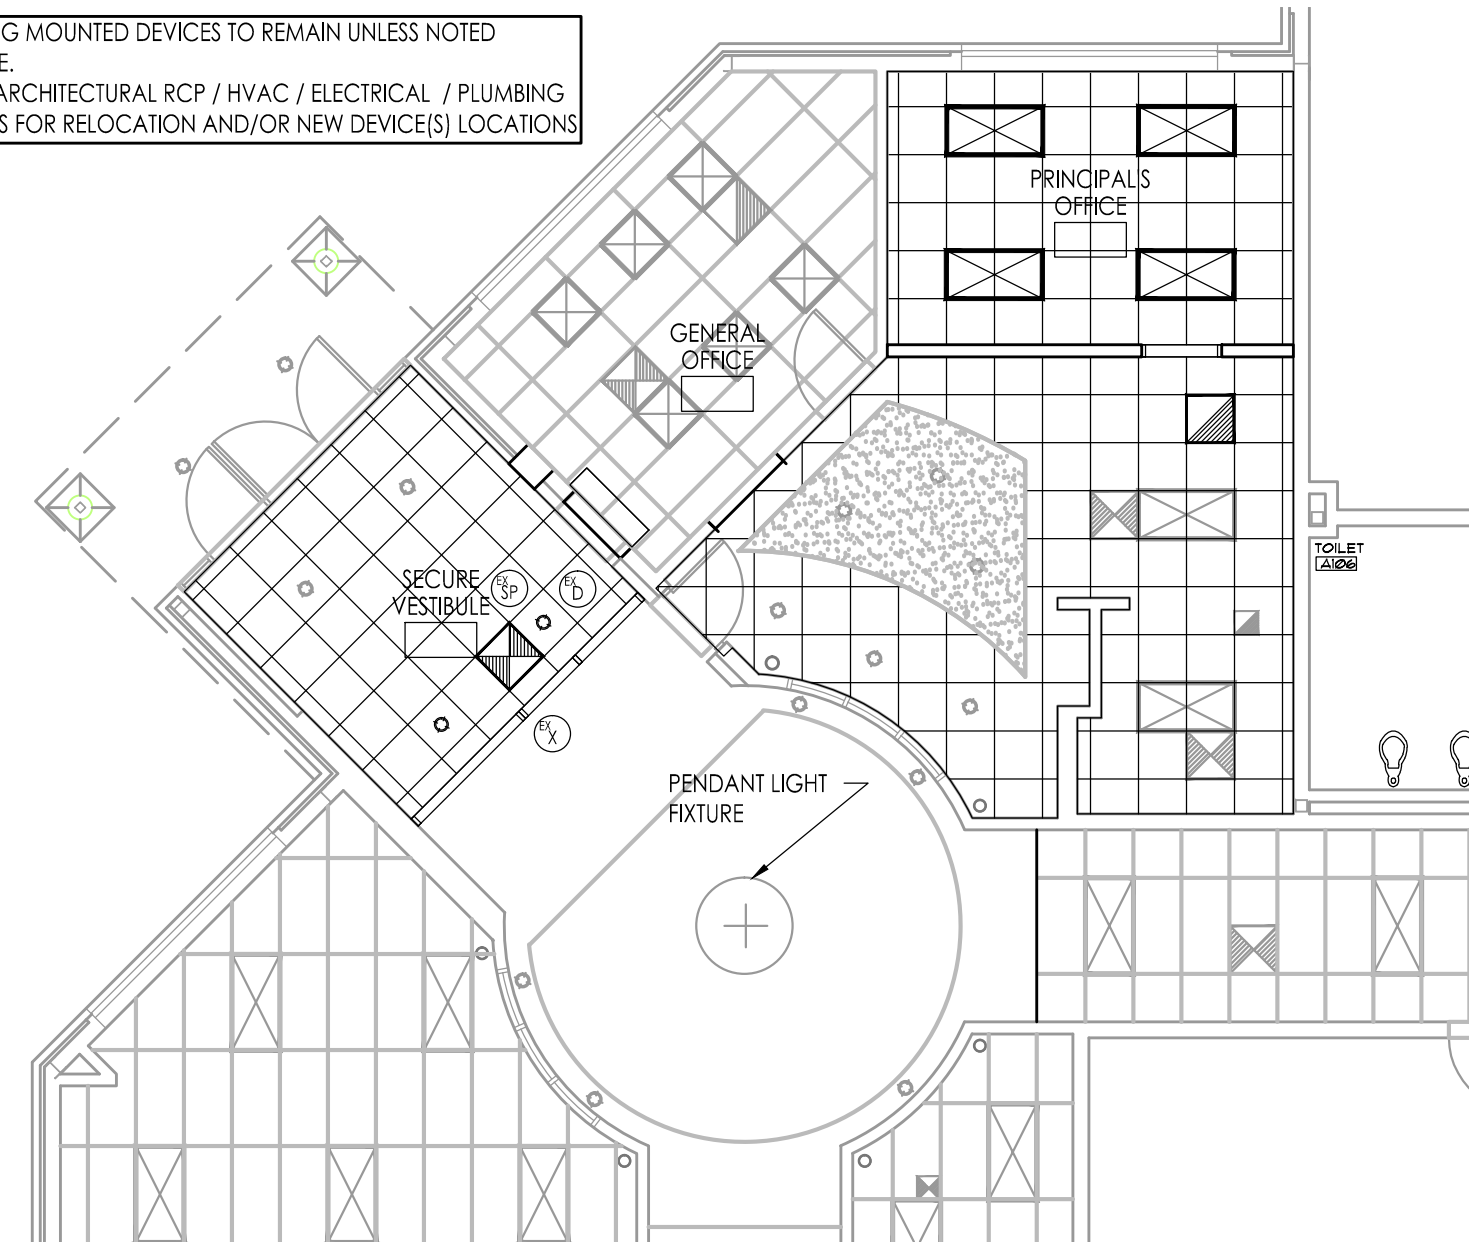 G MOUNTED DEVICES TO REMAIN UNLESS NOTED
E.
ARCHITECTURAL RCP / HVAC / ELECTRICAL / PLUMBING
S FOR RELOCATION AND/OR NEW DEVICE(S) LOCATIONS
PRINCIPAL'S
OFFICE
GENERAL
OFFICE
TOILET
A106
SECURE
VESTIBULE
EX
SP
EX
D
EX
X
PENDANT LIGHT
FIXTURE